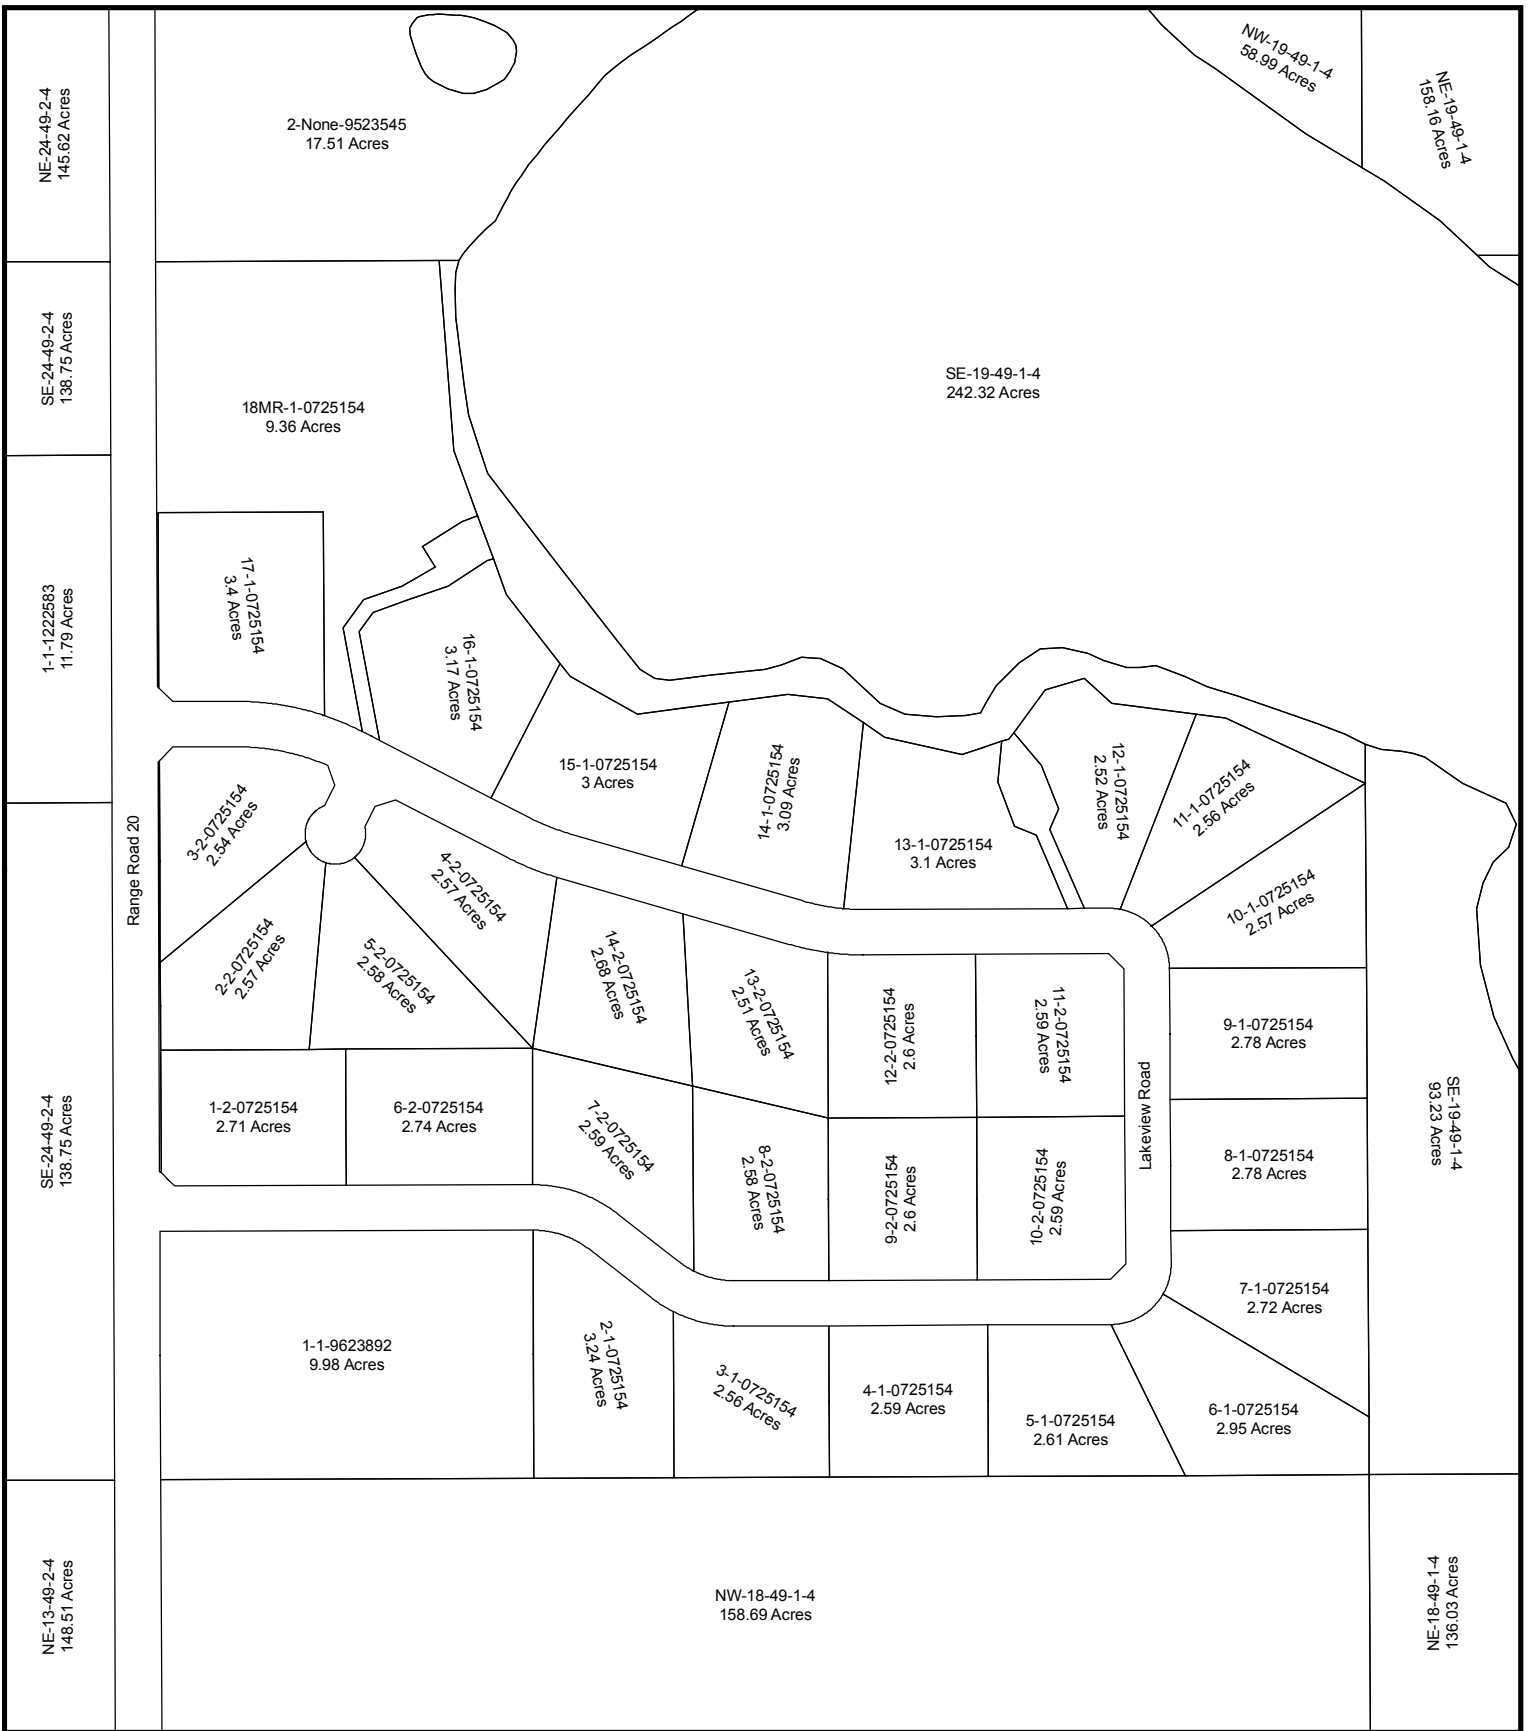 NE-24-49-2-4
145.62 Acres
2-None-9523545
17.51 Acres
NW-19-49-1-4
58.99 Acres
NE-19-49-1-4
158.16 Acres
SE-24-49-2-4
138.75 Acres
18MR-1-0725154
9.36 Acres
SE-19-49-1-4
242.32 Acres
1-1-1222583
11.79 Acres
17-1-0725154
3.4 Acres
16-1-0725154
3.17 Acres
15-1-0725154
3 Acres
14-1-0725154
3.09 Acres
13-1-0725154
3.1 Acres
12-1-0725154
2.52 Acres
11-1-0725154
2.56 Acres
10-1-0725154
2.57 Acres
Range Road 20
3-2-0725154
2.54 Acres
4-2-0725154
2.57 Acres
2-2-0725154
2.57 Acres
5-2-0725154
2.58 Acres
14-2-0725154
2.68 Acres
13-2-0725154
2.51 Acres
12-2-0725154
2.6 Acres
11-2-0725154
2.59 Acres
9-1-0725154
2.78 Acres
SE-24-49-2-4
138.75 Acres
1-2-0725154
2.71 Acres
6-2-0725154
2.74 Acres
7-2-0725154
2.59 Acres
8-2-0725154
2.58 Acres
9-2-0725154
2.6 Acres
10-2-0725154
2.59 Acres
Lakeview Road
8-1-0725154
2.78 Acres
SE-19-49-1-4
93.23 Acres
7-1-0725154
2.72 Acres
1-1-9623892
9.98 Acres
2-1-0725154
3.24 Acres
3-1-0725154
2.56 Acres
4-1-0725154
2.59 Acres
5-1-0725154
2.61 Acres
6-1-0725154
2.95 Acres
NE-13-49-2-4
148.51 Acres
NW-18-49-1-4
158.69 Acres
NE-18-49-1-4
136.03 Acres